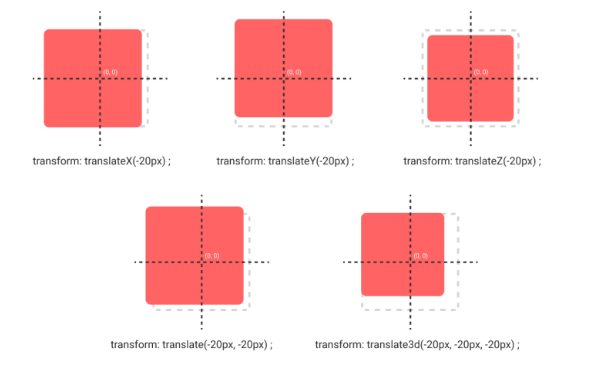 (0, 0)
(0, 0)
(0, 0)
transform: translateX(-20px) ;
transform: translateY(-20px) ;
transform: translateZ(-20px) ;
(0, 0)
(0, 0)
transform: translate(-20px, -20px) ;
transform: translate3d(-20px, -20px, -20px) ;